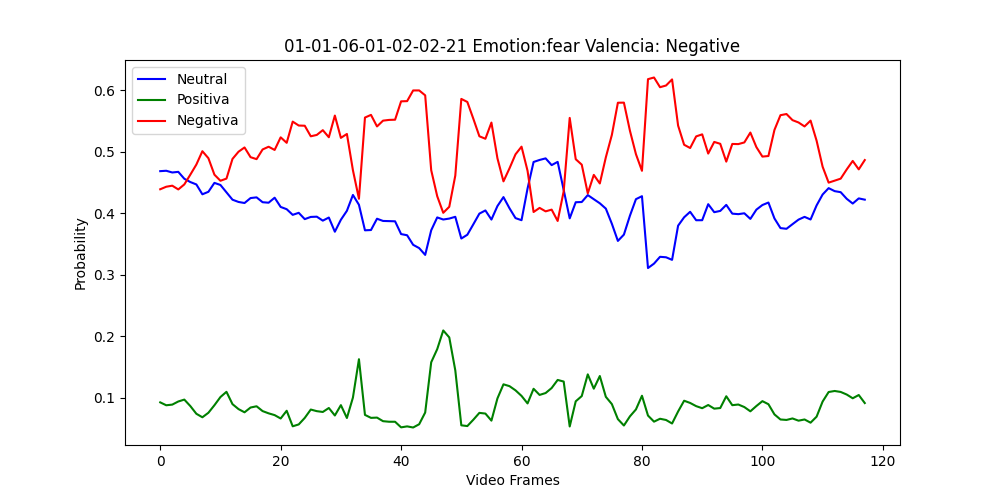 01-01-06-01-02-02-21 Emotion:fear Valencia: Negative
Neutral
Positiva
Negativa
0.6
0.5
0.4
0.3
0.2
0.1
Probability
0 20 40 60 80 100 120
Video Frames